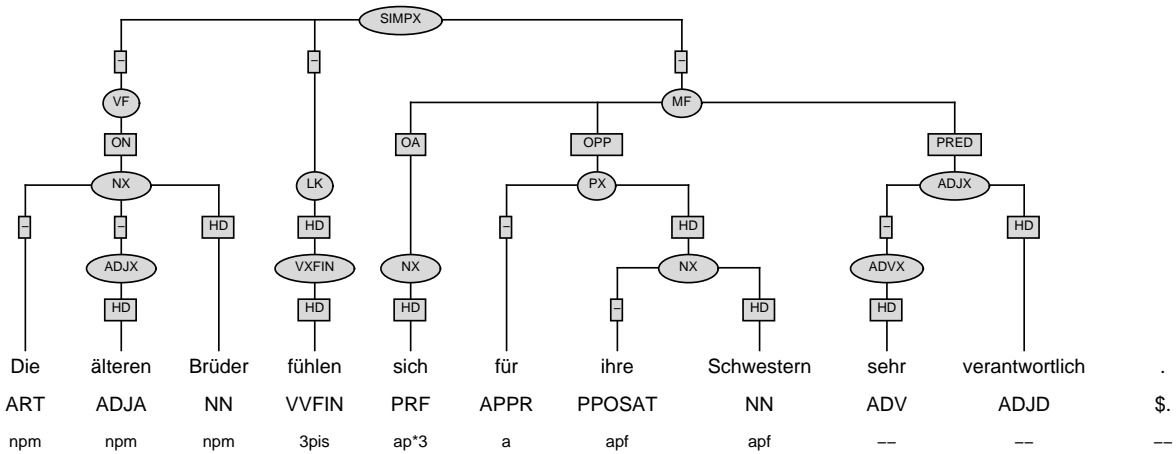 SIMPX
– – –
VF MF
ON OA OPP PRED
NX LK PX ADJX
– – HD HD – HD – HD
ADJX VXFIN NX NX ADVX
HD HD HD – HD HD
Die älteren Brüder fühlen sich für ihre Schwestern sehr verantwortlich .
ART ADJA NN VVFIN PRF APPR PPOSAT NN ADV ADJD $.
npm npm npm 3pis ap*3 a apf apf –– –– ––